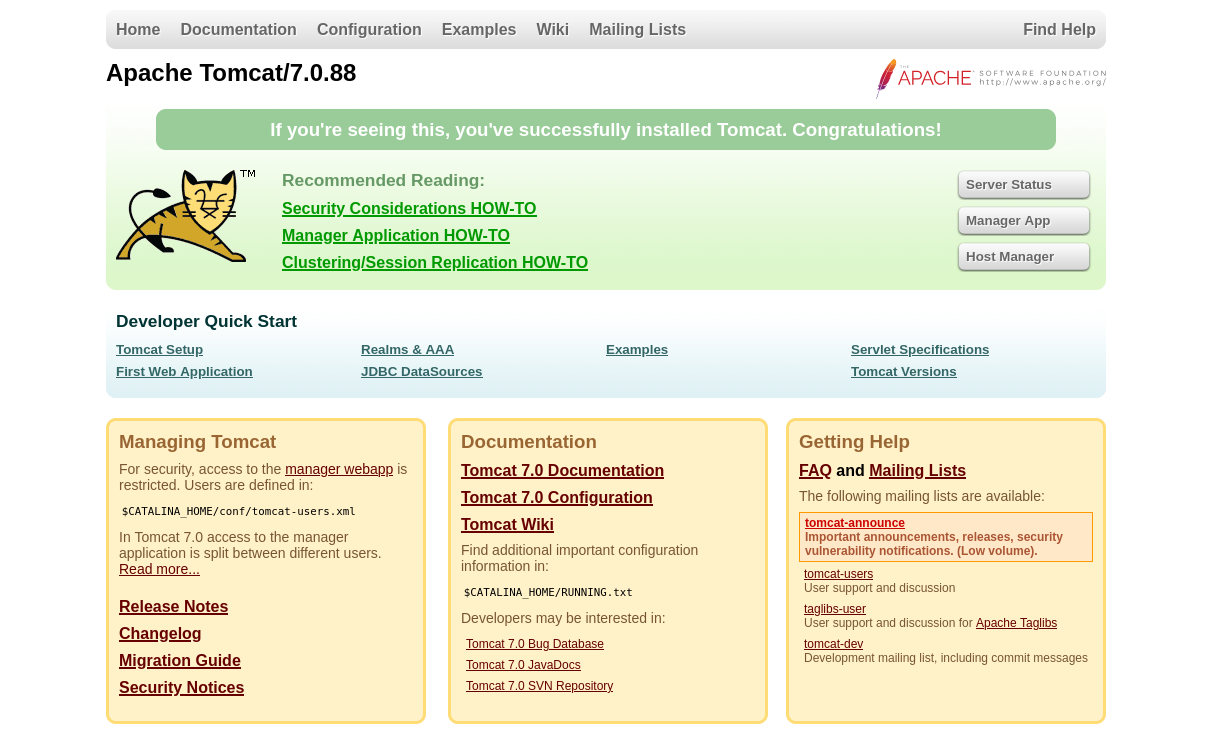 Home Documentation Configuration Examples Wiki Mailing Lists Find Help
Apache Tomcat/7.0.88
THE APACHE SOFTWARE FOUNDATION
http://www.apache.org/
If you're seeing this, you've successfully installed Tomcat. Congratulations!
TM
Recommended Reading:
Security Considerations HOW-TO
Manager Application HOW-TO
Clustering/Session Replication HOW-TO
Server Status
Manager App
Host Manager
Developer Quick Start
Tomcat Setup
First Web Application
Realms & AAA
JDBC DataSources
Examples
Servlet Specifications
Tomcat Versions
Managing Tomcat
For security, access to the manager webapp is
restricted. Users are defined in:
$CATALINA_HOME/conf/tomcat-users.xml
In Tomcat 7.0 access to the manager
application is split between different users.
Read more...
Release Notes
Changelog
Migration Guide
Security Notices
Documentation
Tomcat 7.0 Documentation
Tomcat 7.0 Configuration
Tomcat Wiki
Find additional important configuration
information in:
$CATALINA_HOME/RUNNING.txt
Developers may be interested in:
Tomcat 7.0 Bug Database
Tomcat 7.0 JavaDocs
Tomcat 7.0 SVN Repository
Getting Help
FAQ and Mailing Lists
The following mailing lists are available:
tomcat-announce
Important announcements, releases, security
vulnerability notifications. (Low volume).
tomcat-users
User support and discussion
taglibs-user
User support and discussion for Apache Taglibs
tomcat-dev
Development mailing list, including commit messages